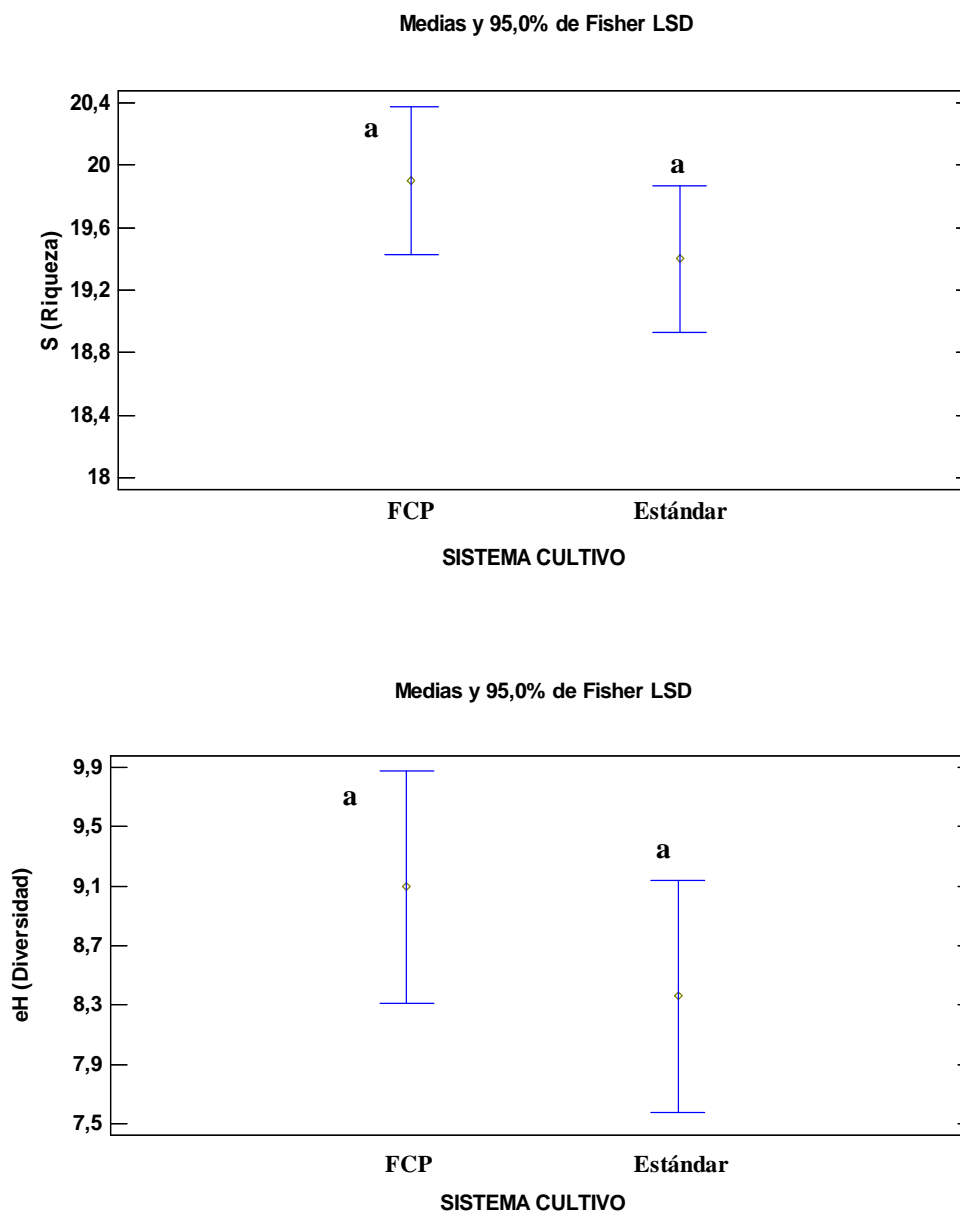 Medias y 95,0% de Fisher LSD
20,4
20
19,6
19,2
18,8
18,4
18
S (Riqueza)
a
a
FCP Estándar
SISTEMA CULTIVO
Medias y 95,0% de Fisher LSD
9,9
9,5
9,1
8,7
8,3
7,9
7,5
eH (Diversidad)
a
a
FCP Estándar
SISTEMA CULTIVO